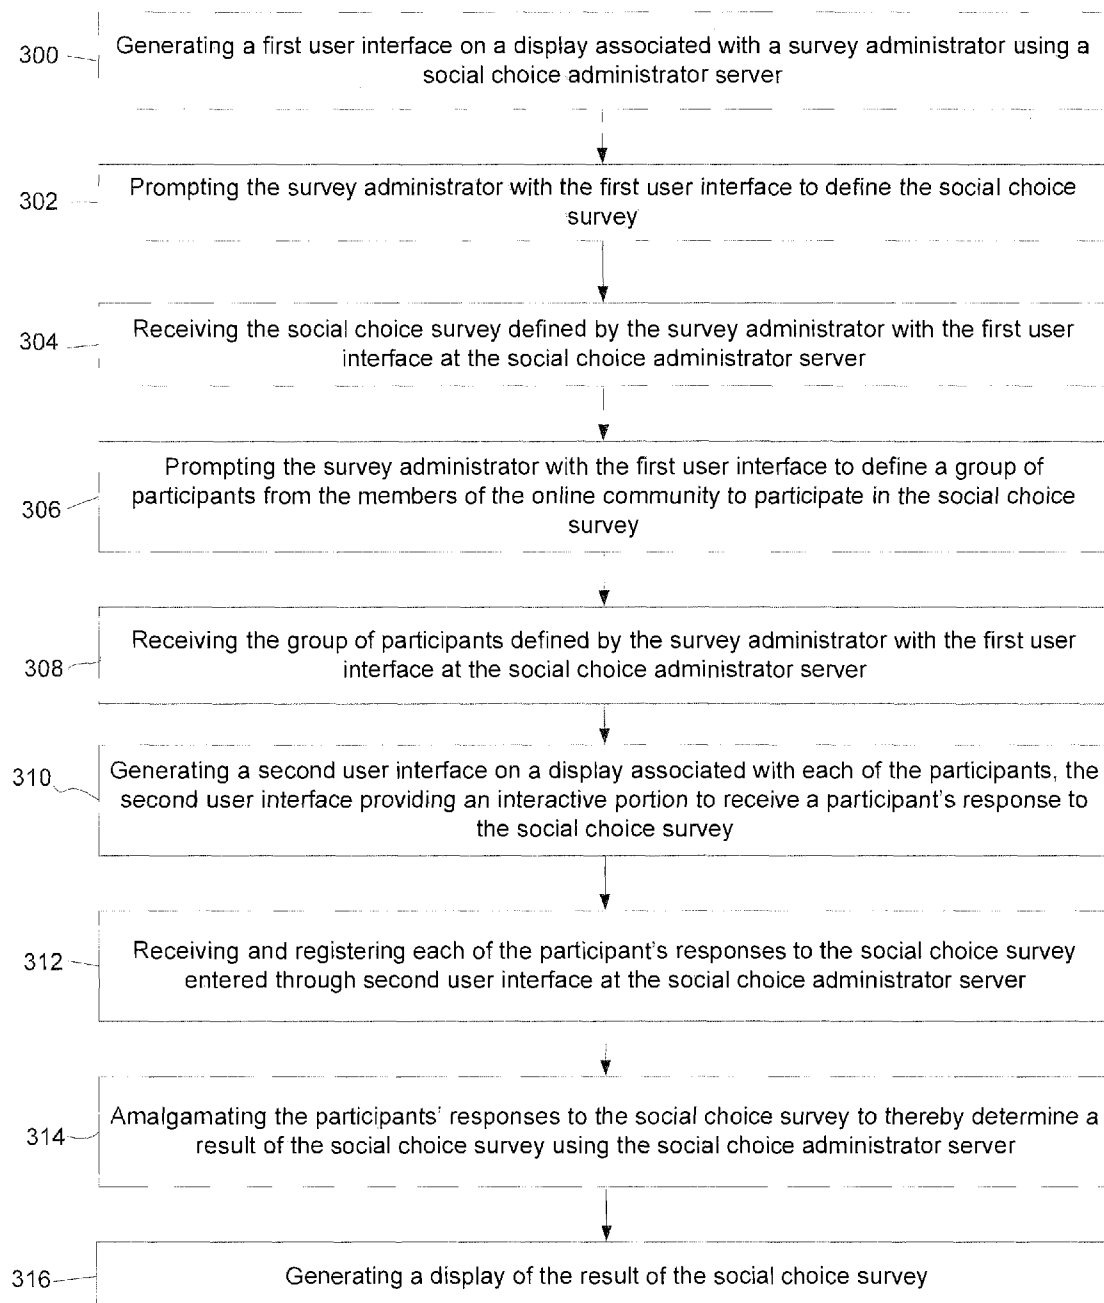 300
Generating a first user interface on a display associated with a survey administrator using a
social choice administrator server
302
Prompting the survey administrator with the first user interface to define the social choice
survey
304
Receiving the social choice survey defined by the survey administrator with the first user
interface at the social choice administrator server
306
Prompting the survey administrator with the first user interface to define a group of
participants from the members of the online community to participate in the social choice
survey
308
Receiving the group of participants defined by the survey administrator with the first user
interface at the social choice administrator server
310
Generating a second user interface on a display associated with each of the participants, the
second user interface providing an interactive portion to receive a participant's response to
the social choice survey
312
Receiving and registering each of the participant's responses to the social choice survey
entered through second user interface at the social choice administrator server
314
Amalgamating the participants' responses to the social choice survey to thereby determine a
result of the social choice survey using the social choice administrator server
316
Generating a display of the result of the social choice survey